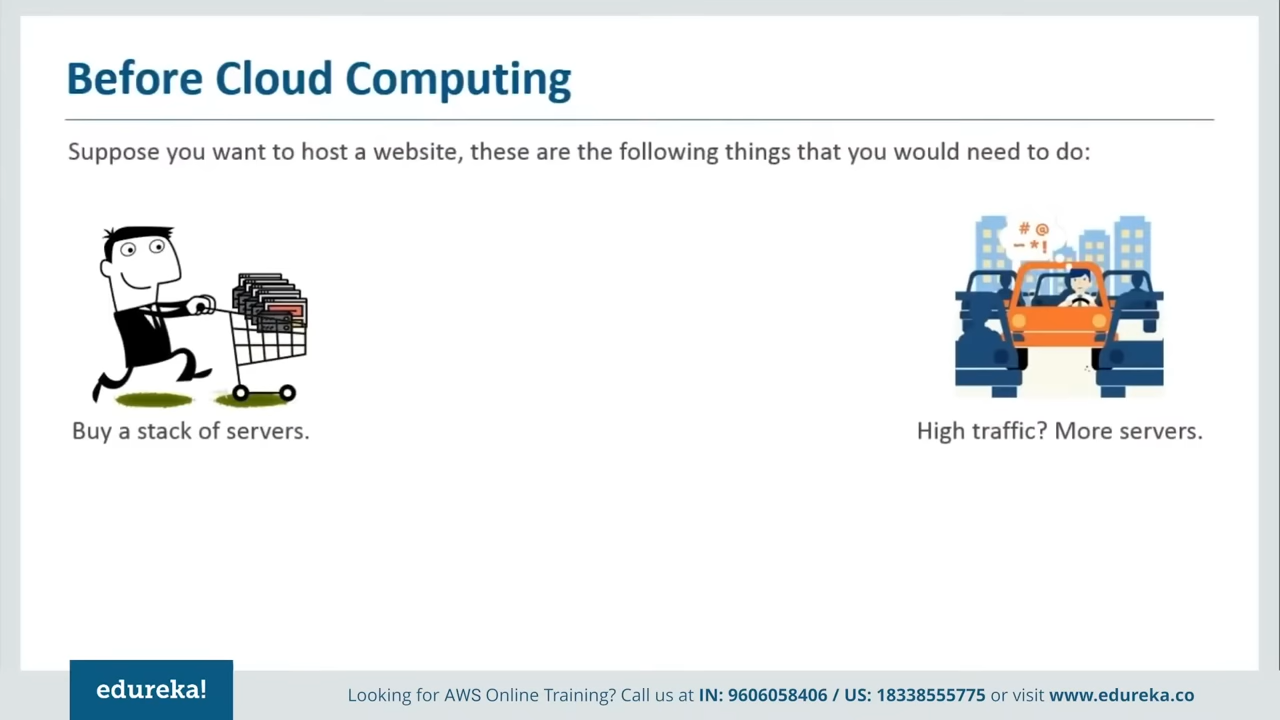 Before Cloud Computing
Suppose you want to host a website, these are the following things that you would need to do:
# @
~ * !
Buy a stack of servers.
High traffic? More servers.
edureka!
Looking for AWS Online Training? Call us at IN: 9606058406 / US: 18338555775 or visit www.edureka.co